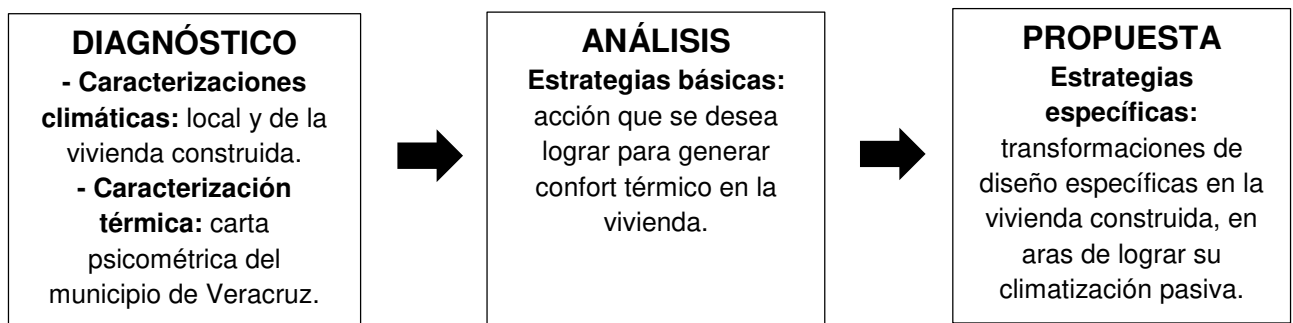 DIAGNÓSTICO
- Caracterizaciones
climáticas: local y de la
vivienda construida.
- Caracterización
térmica: carta
psicométrica del
municipio de Veracruz.
ANÁLISIS
Estrategias básicas:
acción que se desea
lograr para generar
confort térmico en la
vivienda.
PROPUESTA
Estrategias
específicas:
transformaciones de
diseño específicas en la
vivienda construida, en
aras de lograr su
climatización pasiva.